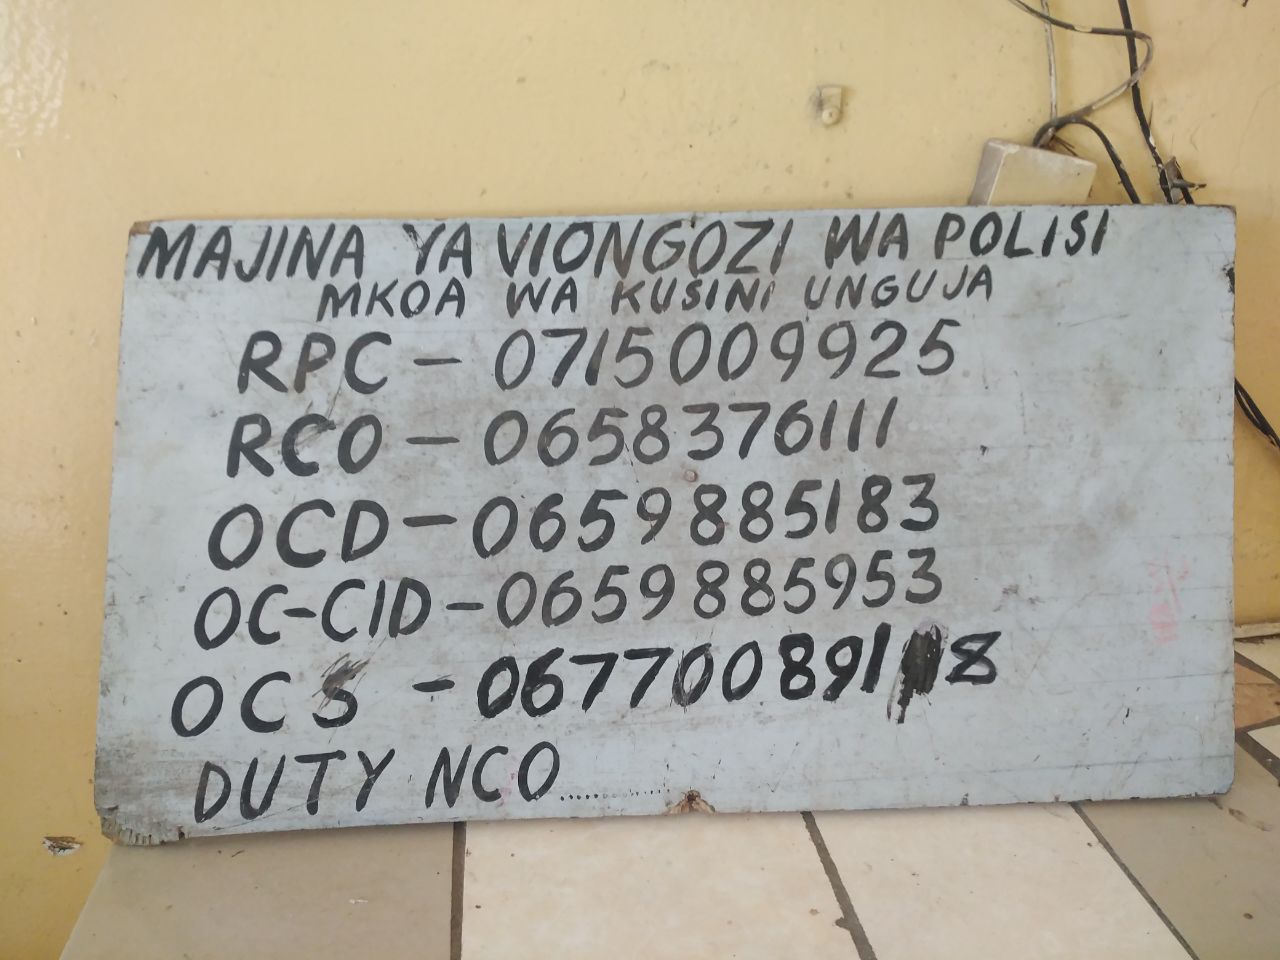 MAJINA YA VIONGOZI WA POLISI
MKOA WA KUSINI UNGUJA
RPC - 0715009925
RCO - 0658376111
OCD - 0659885183
OC-CID - 0659885953
OCS - 067700891 8
DUTY NCO..............